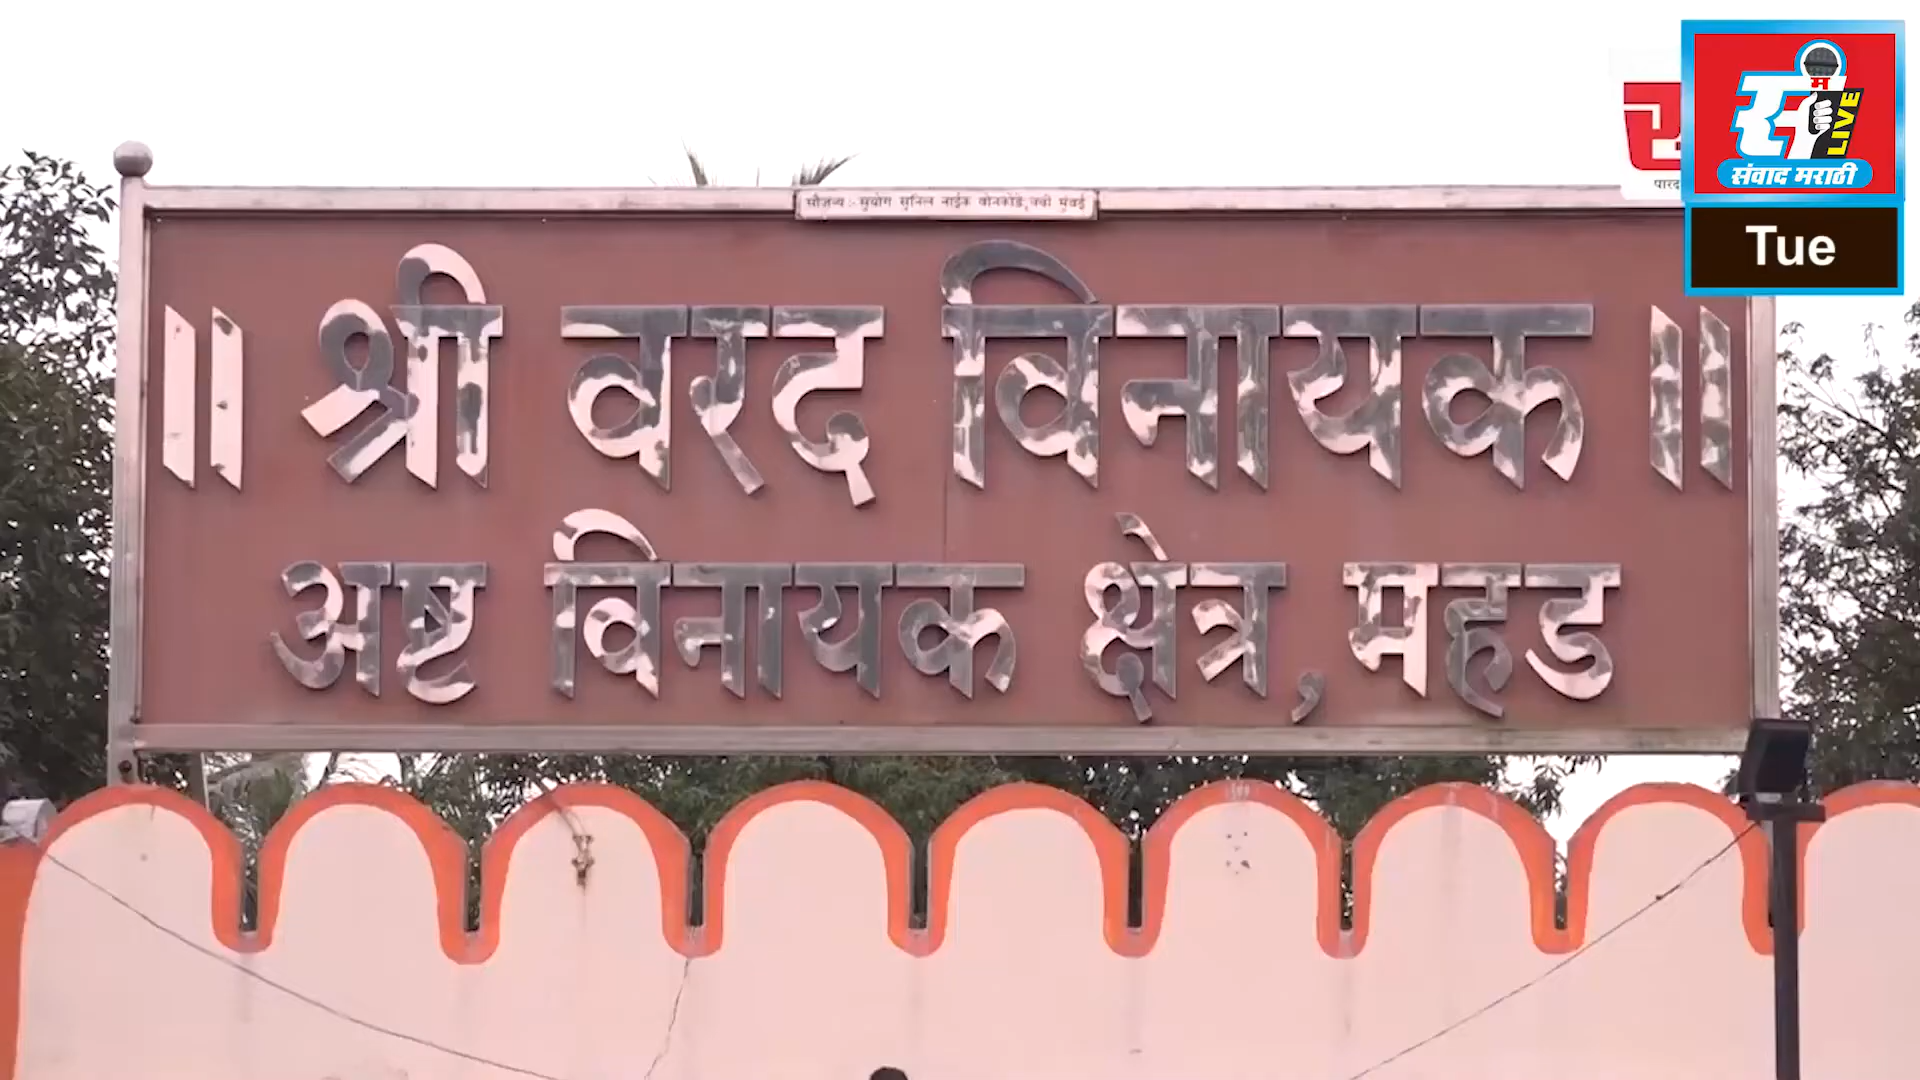 सौजन्य :- सुयोग सुनिल नाईक बोनकोडे, नवी मुंबई
॥ श्री वरद विनायक ॥
अष्ट विनायक क्षेत्र, महड
स
म
LIVE
संवाद मराठी
Tue